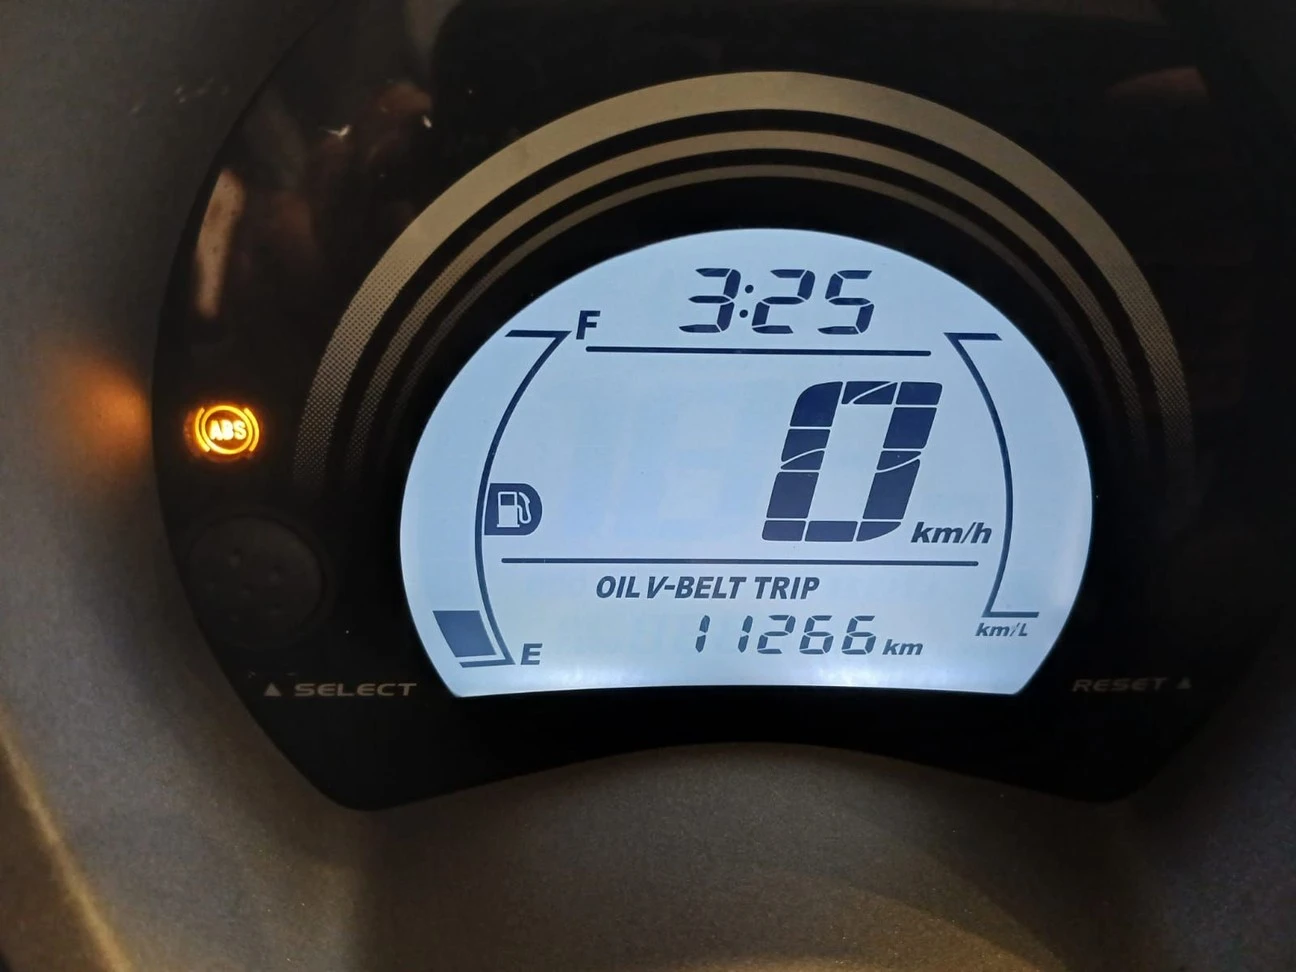 3:25
F
ABS
0 km/h
OIL V-BELT TRIP
11266 km
km/L
E
SELECT
RESET